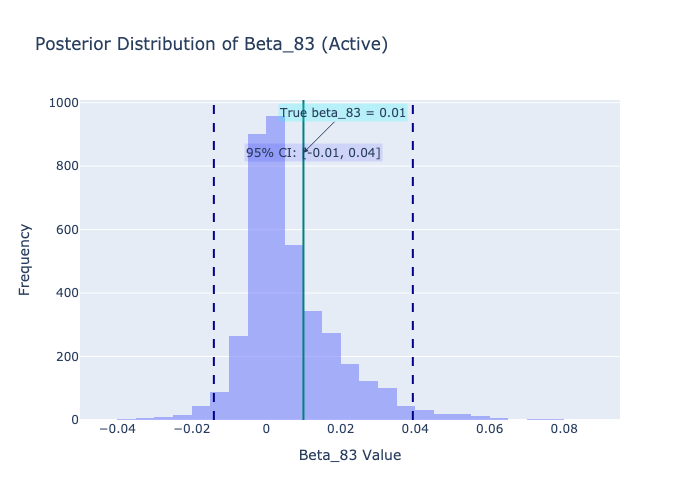 Posterior Distribution of Beta_83 (Active)
1000
True beta_83 = 0.01
95% CI: [-0.01, 0.04]
800
600
400
200
0
Frequency
−0.04 −0.02 0 0.02 0.04 0.06 0.08
Beta_83 Value